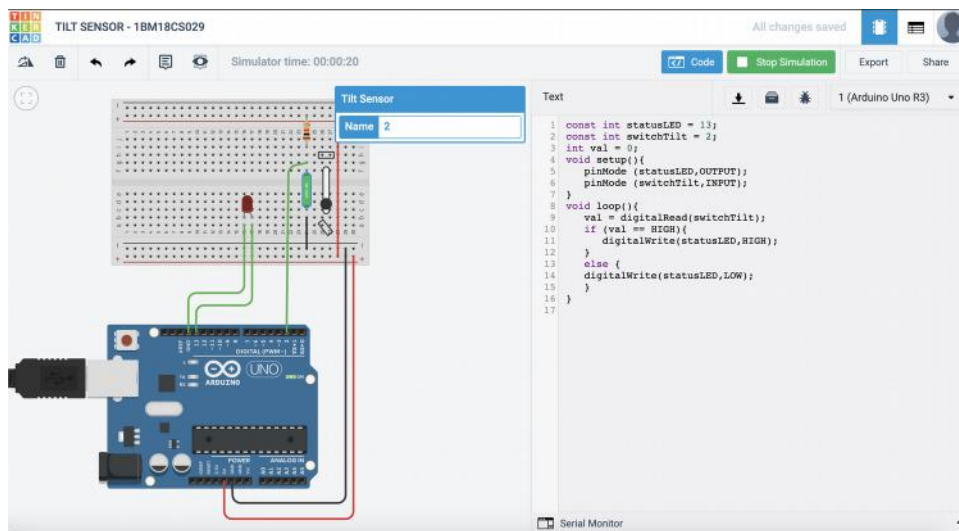 TIN
KER
CAD
TILT SENSOR - 1BM18CS029
All changes saved
Simulator time: 00:00:20
Code
Stop Simulation
Export
Share
Tilt Sensor
Name 2
Text
1 (Arduino Uno R3)
1 const int statusLED = 13;
2 const int switchTilt = 2;
3 int val = 0;
4 void setup(){
5 pinMode (statusLED,OUTPUT);
6 pinMode (switchTilt,INPUT);
7 }
8 void loop(){
9 val = digitalRead(switchTilt);
10 if (val == HIGH){
11 digitalWrite(statusLED,HIGH);
12 }
13 else {
14 digitalWrite(statusLED,LOW);
15 }
16 }
17
DIGITAL (PWM~)
UNO
ARDUINO
POWER
ANALOG IN
Serial Monitor